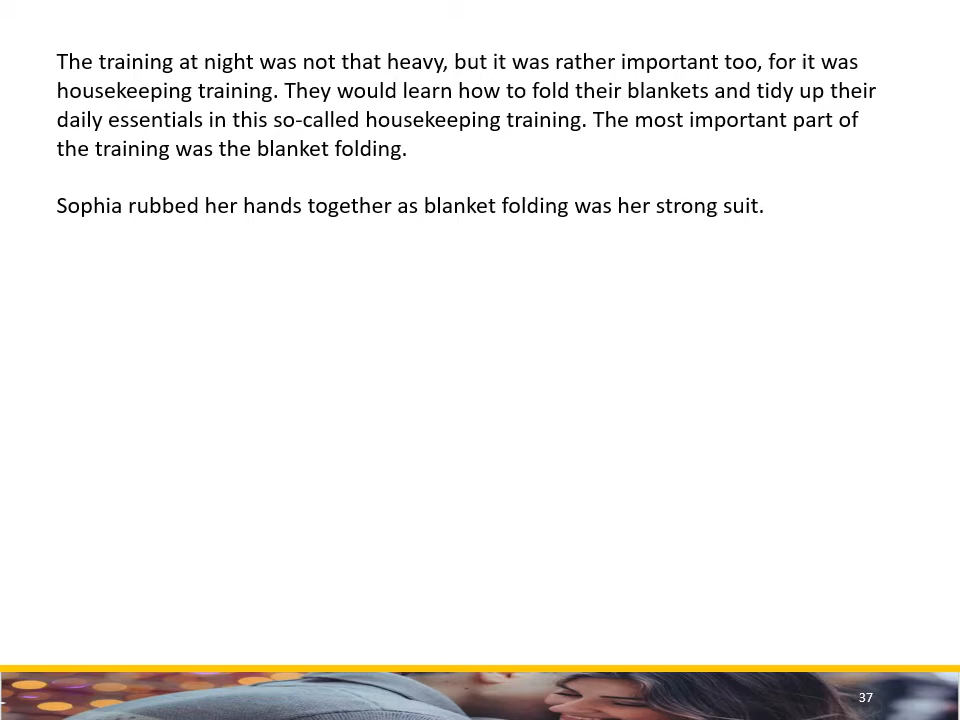 The training at night was not that heavy, but it was rather important too, for it was
housekeeping training. They would learn how to fold their blankets and tidy up their
daily essentials in this so-called housekeeping training. The most important part of
the training was the blanket folding.
Sophia rubbed her hands together as blanket folding was her strong suit.
37